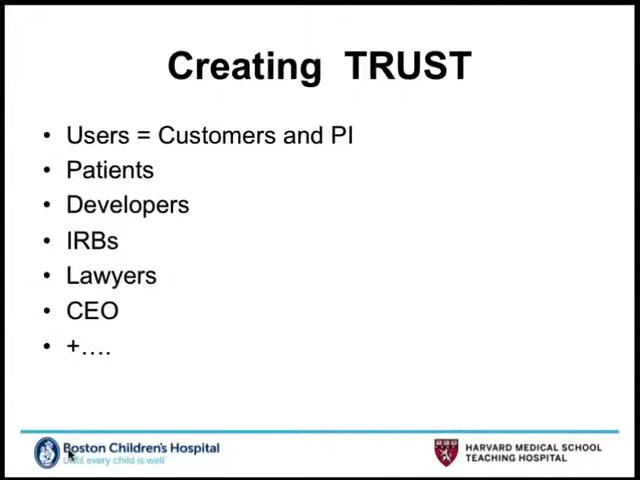 Creating TRUST
• Users = Customers and PI
• Patients
• Developers
• IRBs
• Lawyers
• CEO
• +….
Boston Children's Hospital
Until every child is well
HARVARD MEDICAL SCHOOL
TEACHING HOSPITAL